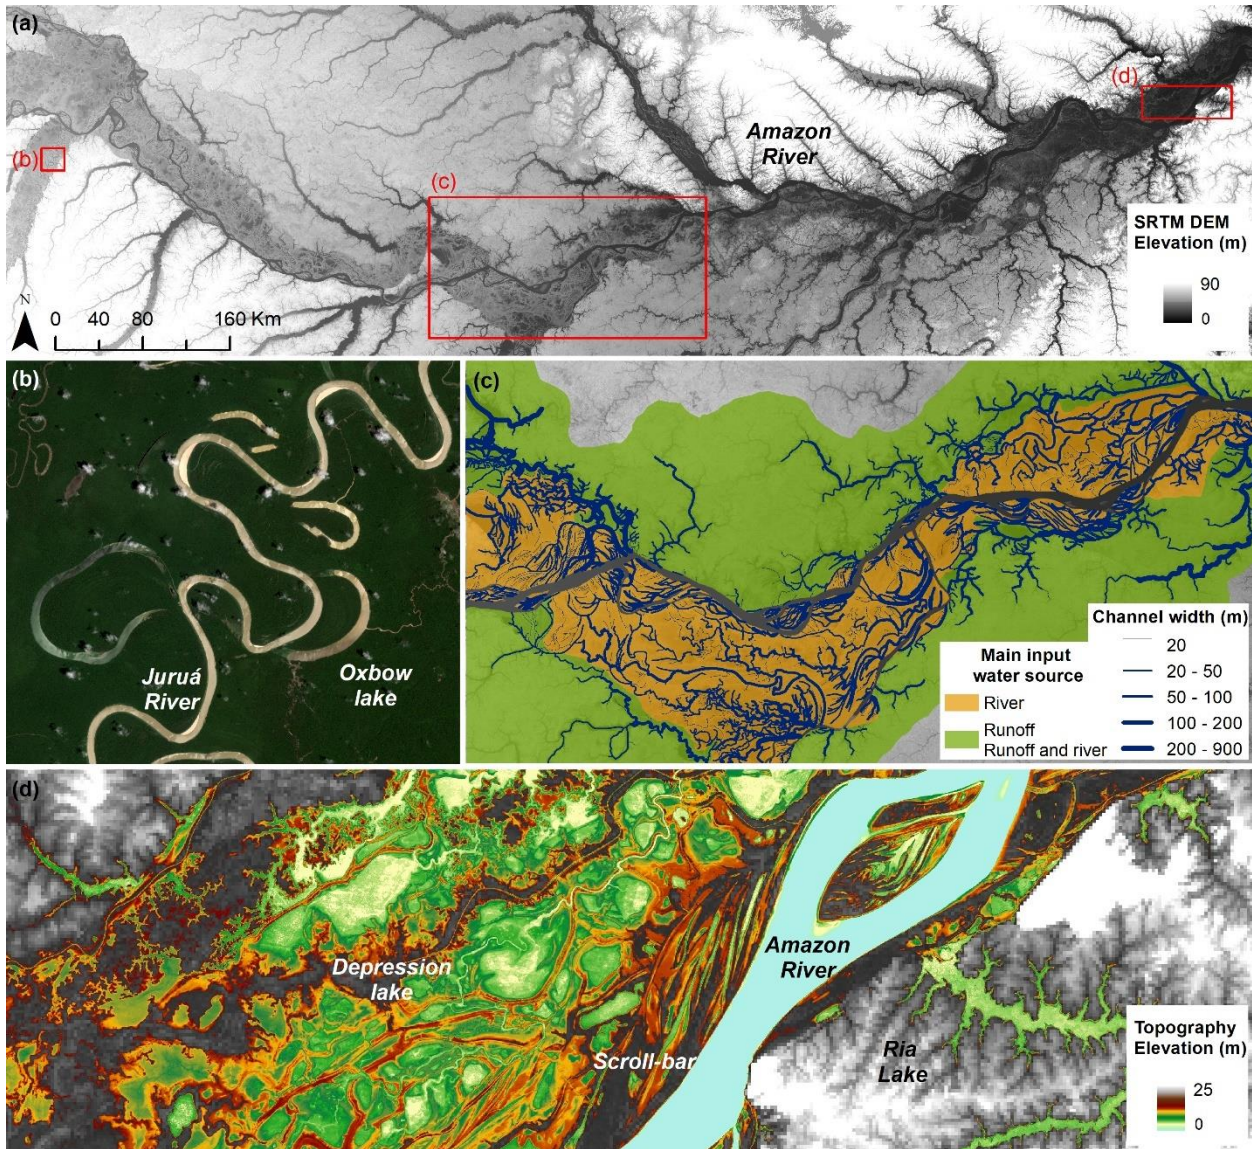 (a)
(d)
(b)
(c)
Amazon
River
SRTM DEM
Elevation (m)
90
0
N
0 40 80 160 Km
(b)
Juruá
River
Oxbow
lake
(c)
Main input
water source
River
Runoff
Runoff and river
Channel width (m)
20
20 - 50
50 - 100
100 - 200
200 - 900
(d)
Depression
lake
Scroll-bar
Amazon
River
Ria
Lake
Topography
Elevation (m)
25
0